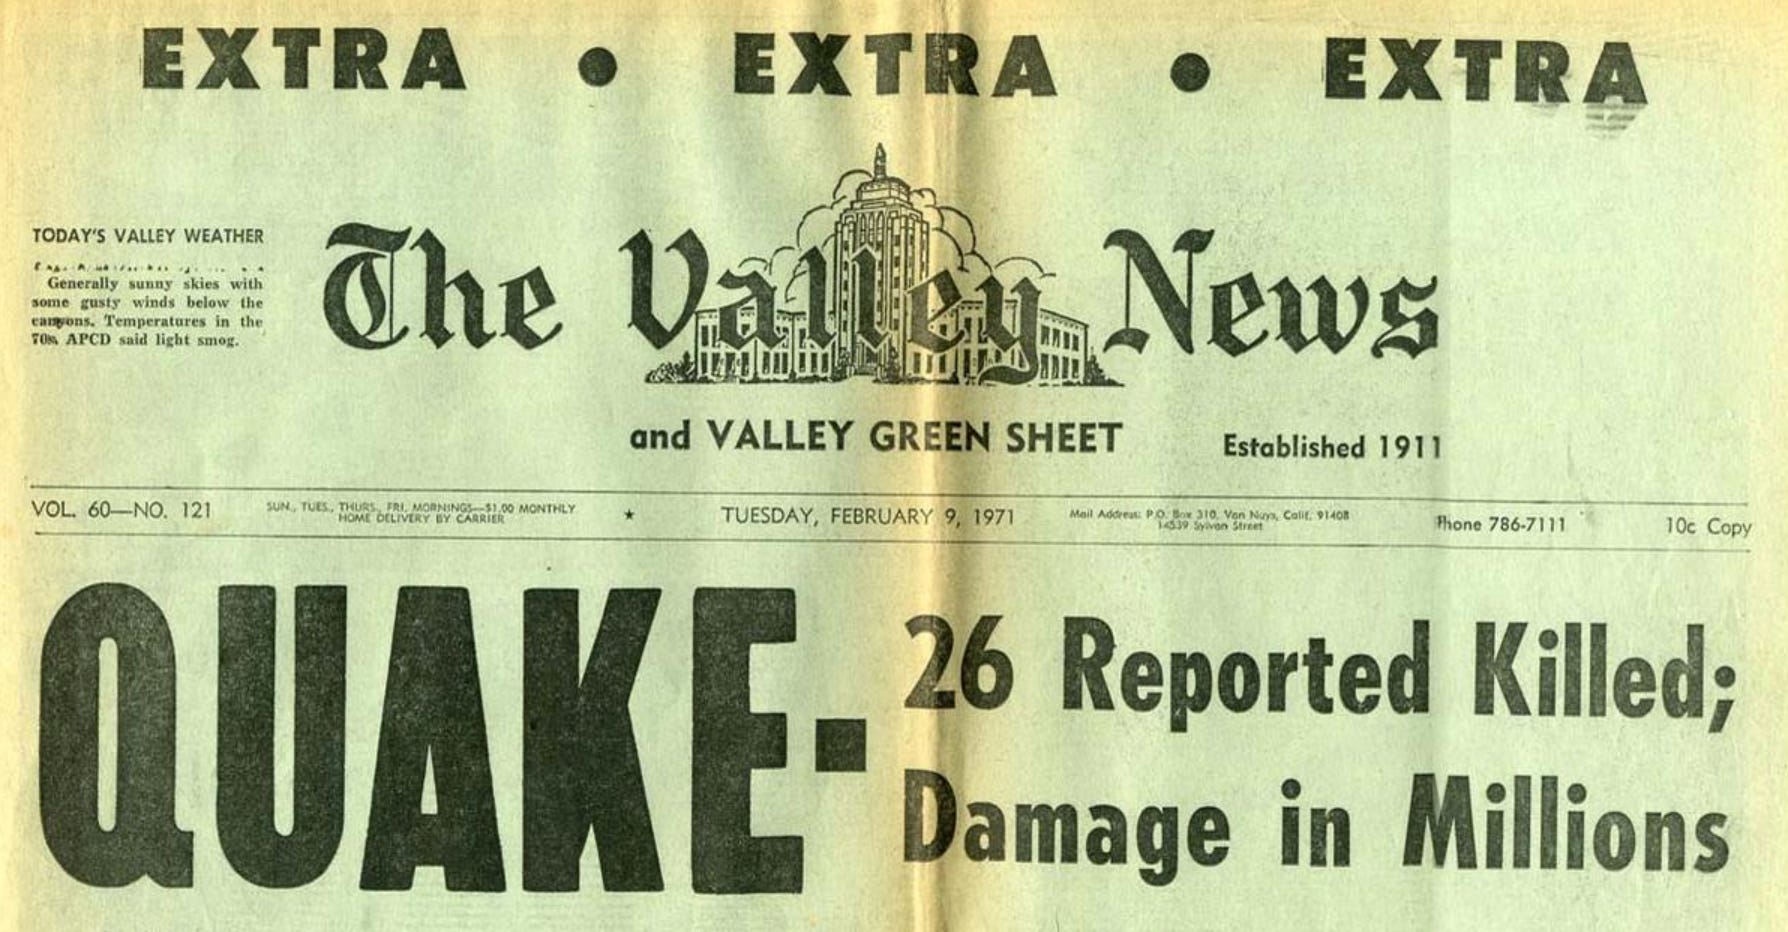 EXTRA • EXTRA • EXTRA
TODAY'S VALLEY WEATHER
Generally sunny skies with
some gusty winds below the
canyons. Temperatures in the
70s. APCD said light smog.
The Valley News
and VALLEY GREEN SHEET
Established 1911
VOL. 60—NO. 121
SUN., TUES., THURS., FRI. MORNINGS—$1.00 MONTHLY
HOME DELIVERY BY CARRIER
★
TUESDAY, FEBRUARY 9, 1971
Mail Address: P.O. Box 310, Van Nuys, Calif. 91408
14539 Sylvan Street
Phone 786-7111
10c Copy
QUAKE-
26 Reported Killed;
Damage in Millions